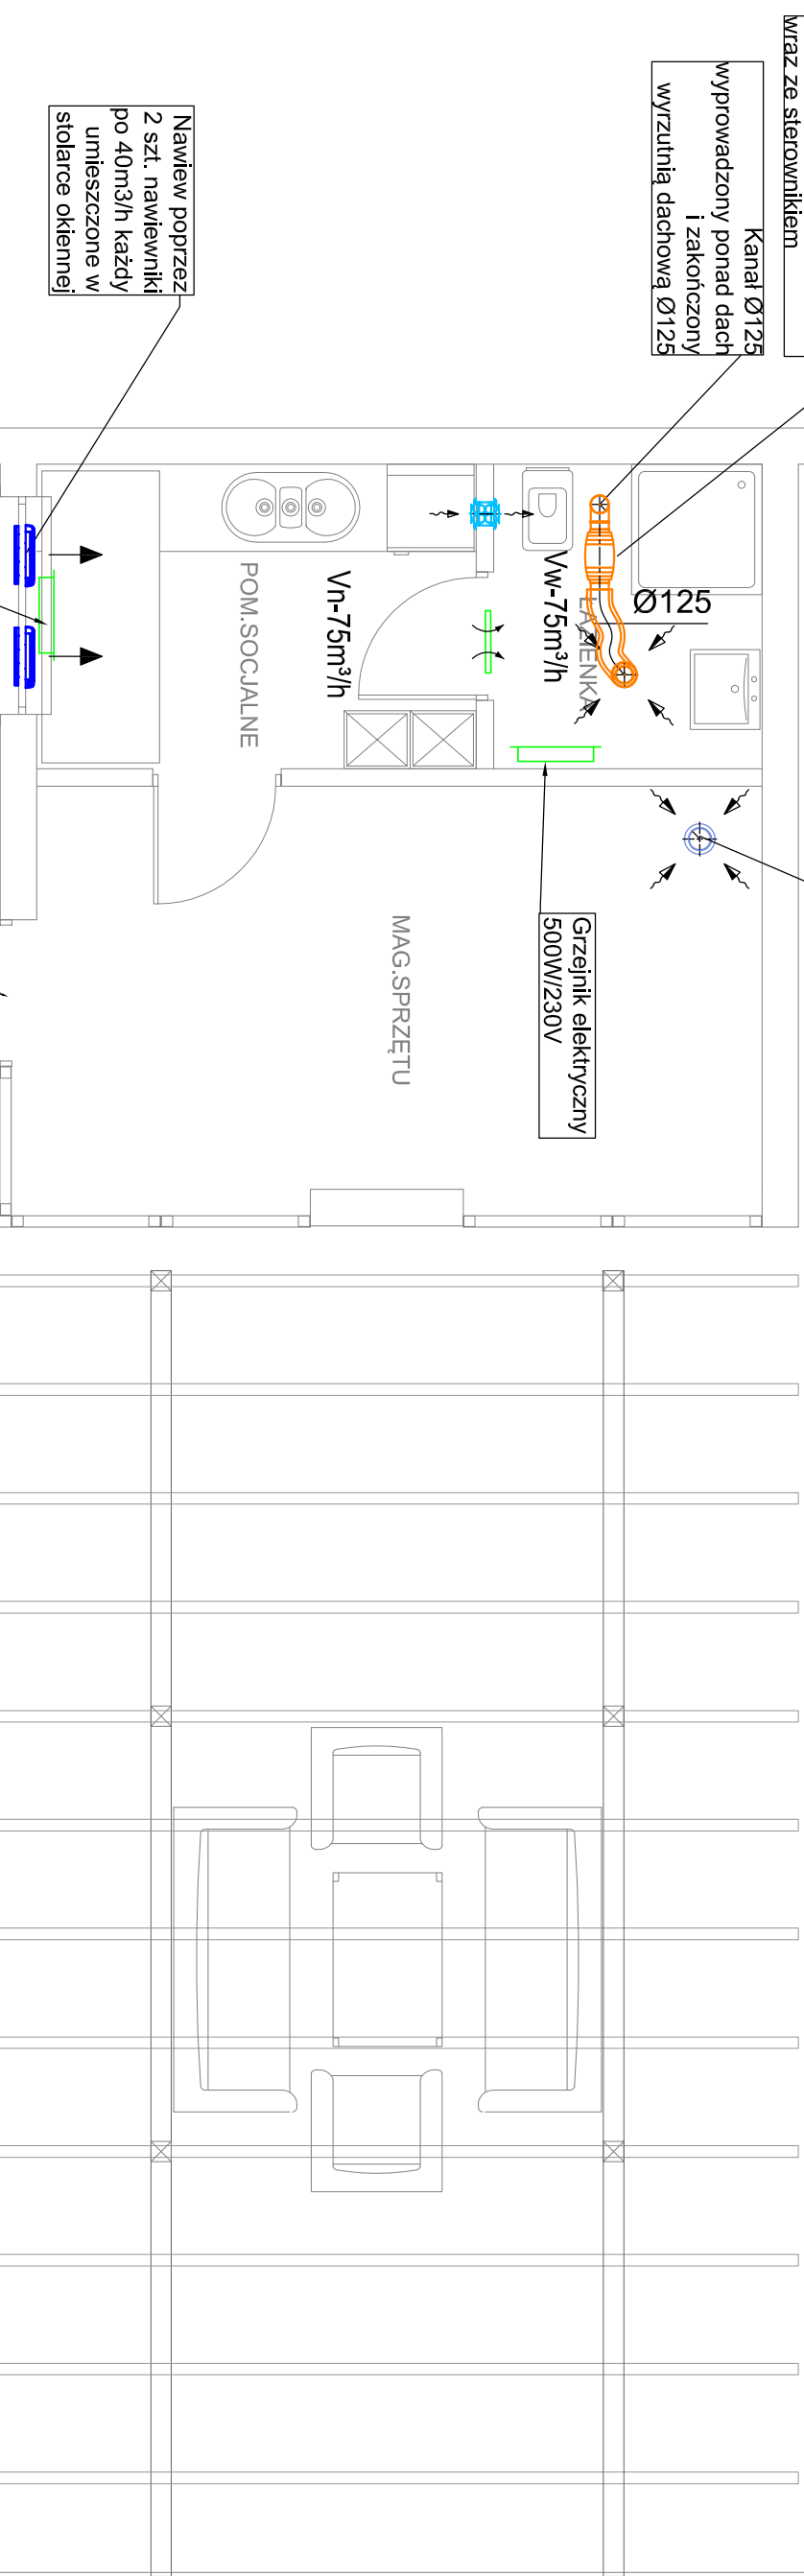 wraz ze sterownikiem
Kanał Ø125
wyprowadzony ponad dach
i zakończony
wyrzutnią dachową Ø125
Nawiew poprzez
2 szt. nawiewniki
po 40m3/h każdy
umieszczone w
stolarce okiennej
Ø125
ŁAZIENKA
Vw-75m³/h
Vn-75m³/h
POM.SOCJALNE
Grzejnik elektryczny
500W/230V
MAG.SPRZĘTU